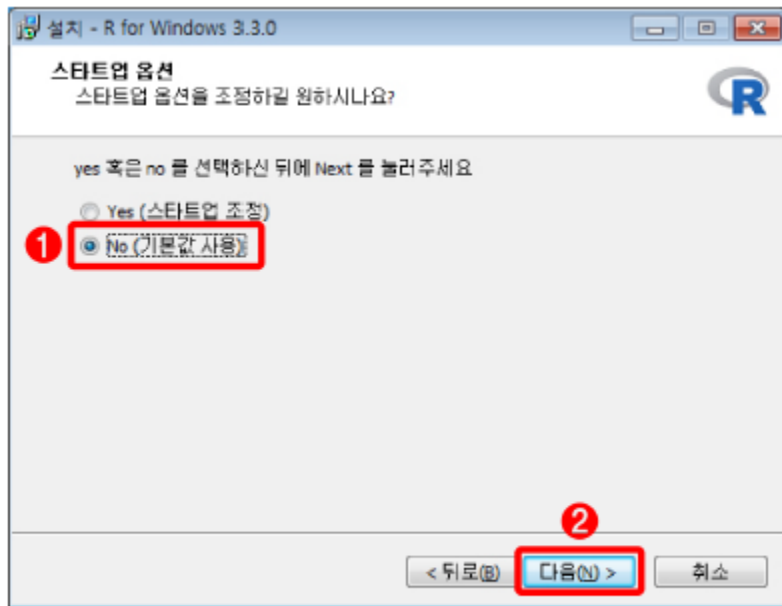 설치 - R for Windows 3.3.0
스타트업 옵션
스타트업 옵션을 조정하길 원하시나요?
R
yes 혹은 no 를 선택하신 뒤에 Next 를 눌러주세요
Yes (스타트업 조정)
1
No (기본값 사용)
2
< 뒤로(B)
다음(N) >
취소